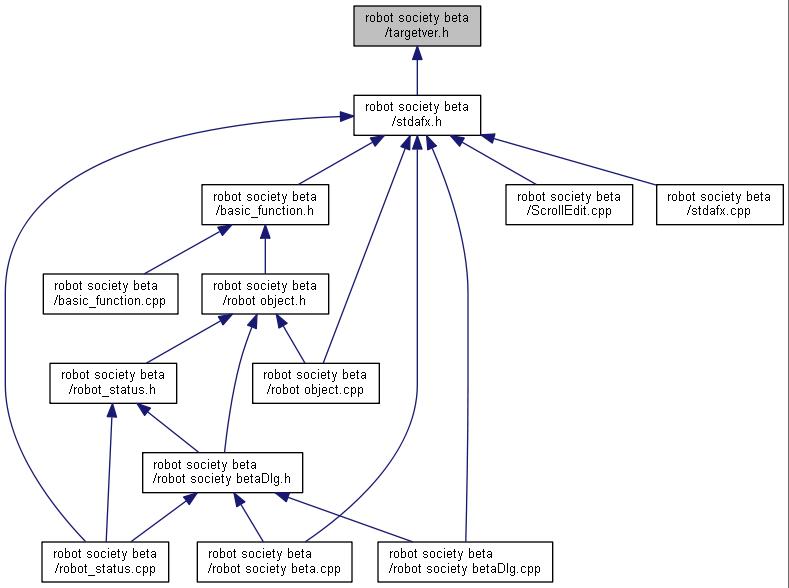 robot society beta
/targetver.h
robot society beta
/stdafx.h
robot society beta
/basic_function.h
robot society beta
/ScrollEdit.cpp
robot society beta
/stdafx.cpp
robot society beta
/basic_function.cpp
robot society beta
/robot object.h
robot society beta
/robot_status.h
robot society beta
/robot object.cpp
robot society beta
/robot society betaDlg.h
robot society beta
/robot_status.cpp
robot society beta
/robot society beta.cpp
robot society beta
/robot society betaDlg.cpp